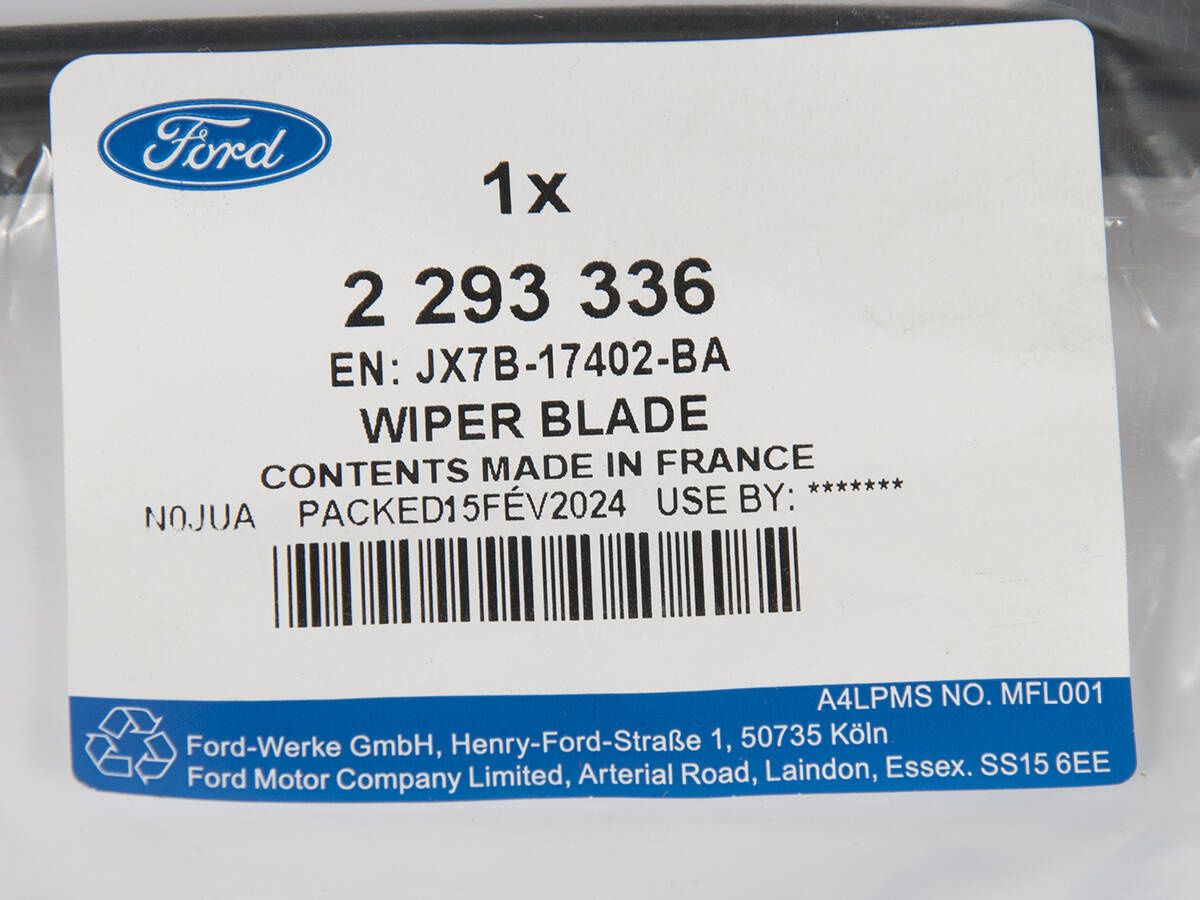 Ford
1x
2 293 336
EN: JX7B-17402-BA
WIPER BLADE
CONTENTS MADE IN FRANCE
N0JUA PACKED15FÉV2024 USE BY: *******
A4LPMS NO. MFL001
Ford-Werke GmbH, Henry-Ford-Straße 1, 50735 Köln
Ford Motor Company Limited, Arterial Road, Laindon, Essex. SS15 6EE